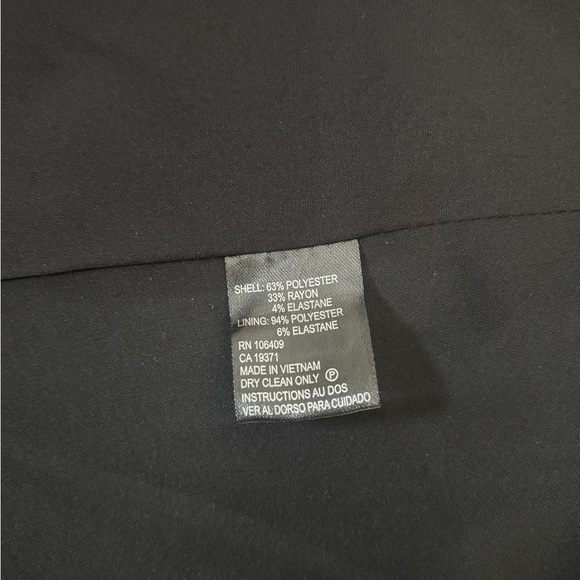 SHELL: 63% POLYESTER
33% RAYON
4% ELASTANE
LINING: 94% POLYESTER
6% ELASTANE
RN 106409
CA 19371
MADE IN VIETNAM
DRY CLEAN ONLY Ⓟ
INSTRUCTIONS AU DOS
VER AL DORSO PARA CUIDADO